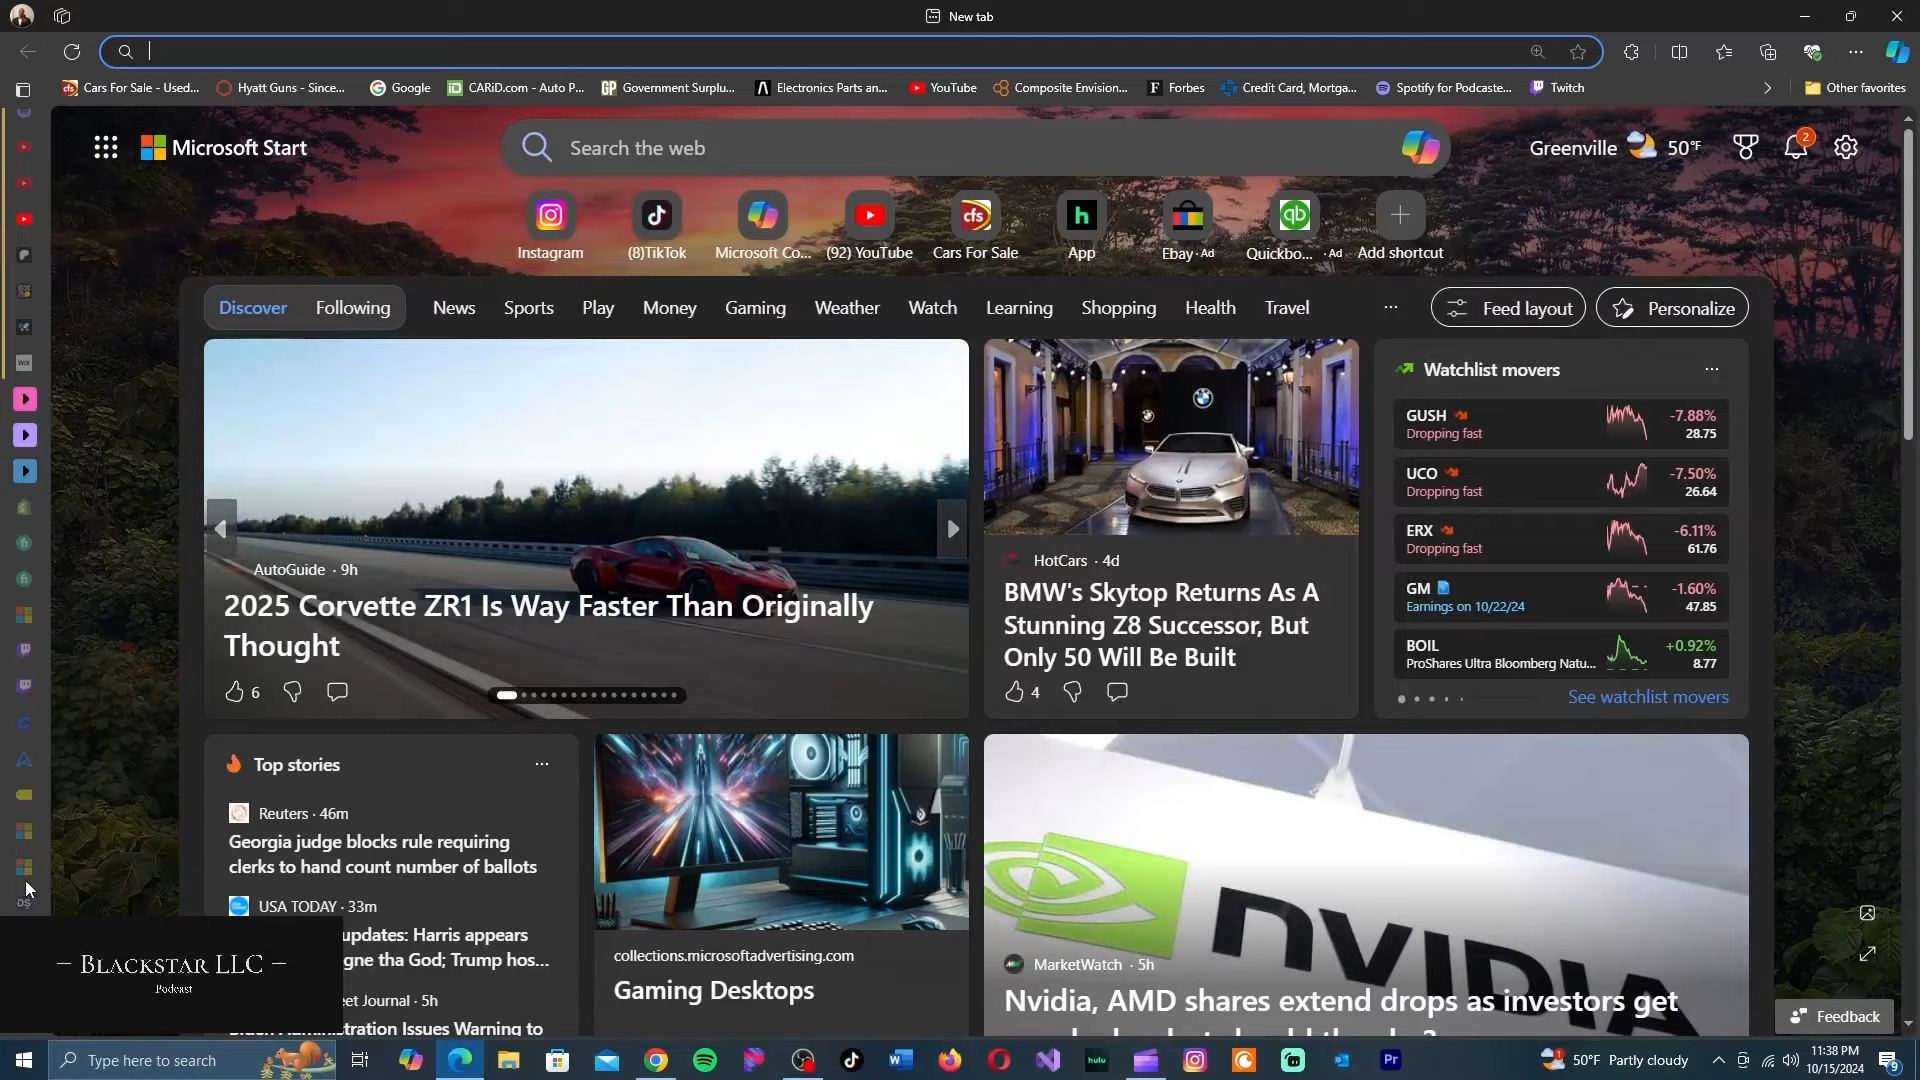 New tab
Cars For Sale - Used...
Hyatt Guns - Since...
Google
CARiD.com - Auto P...
Government Surplu...
Electronics Parts an...
YouTube
Composite Envision...
Forbes
Credit Card, Mortga...
Spotify for Podcaste...
Twitch
Other favorites
Microsoft Start
Search the web
Greenville
50°F
2
Instagram
(8)TikTok
Microsoft Co...
(92) YouTube
Cars For Sale
App
Ebay · Ad
Quickbo... · Ad
Add shortcut
Discover
Following
News
Sports
Play
Money
Gaming
Weather
Watch
Learning
Shopping
Health
Travel
Feed layout
Personalize
AutoGuide · 9h
2025 Corvette ZR1 Is Way Faster Than Originally
Thought
6
HotCars · 4d
BMW's Skytop Returns As A
Stunning Z8 Successor, But
Only 50 Will Be Built
4
Watchlist movers
GUSH
-7.88%
Dropping fast
28.75
UCO
-7.50%
Dropping fast
26.64
ERX
-6.11%
Dropping fast
61.76
GM
-1.60%
Earnings on 10/22/24
47.85
BOIL
+0.92%
ProShares Ultra Bloomberg Natu...
8.77
See watchlist movers
Top stories
Reuters · 46m
Georgia judge blocks rule requiring
clerks to hand count number of ballots
USA TODAY · 33m
updates: Harris appears
gne tha God; Trump hos...
eet Journal · 5h
tration Issues Warning to
collections.microsoftadvertising.com
Gaming Desktops
NVIDIA
MarketWatch · 5h
Nvidia, AMD shares extend drops as investors get
Feedback
BLACKSTAR LLC
Podcast
Type here to search
50°F Partly cloudy
11:38 PM
10/15/2024
9